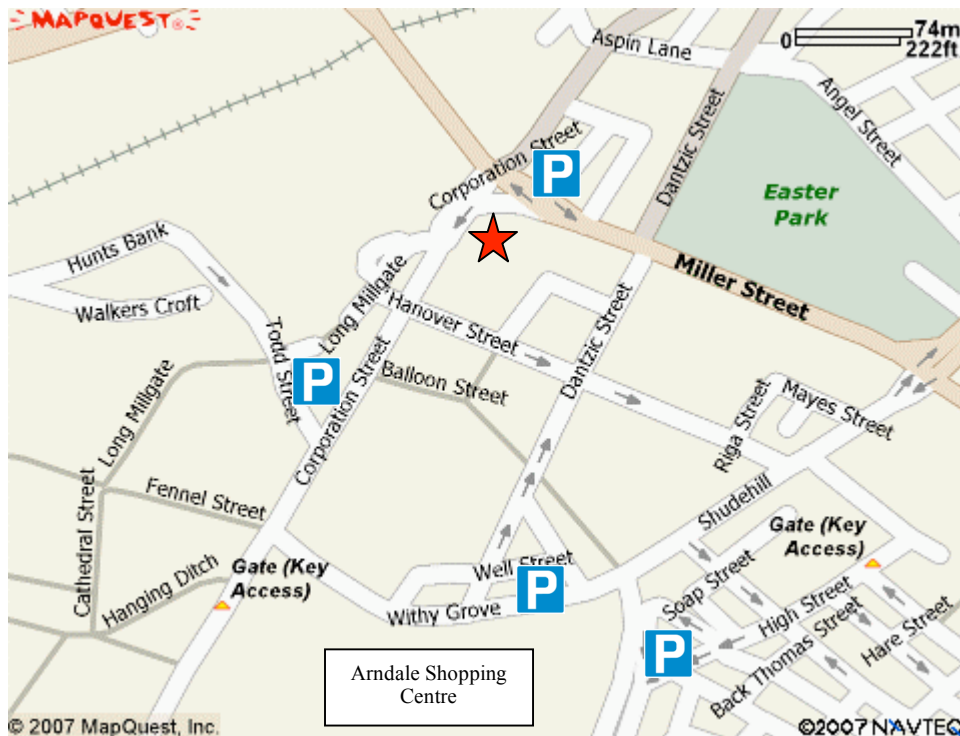 MAPQUEST®
0
74m
222ft
Aspin Lane
Angel Street
Dantzic Street
Corporation Street
P
Easter
Park
Miller Street
Hunts Bank
Walkers Croft
Long Millgate
Todd Street
Hanover Street
Dantzic Street
P
Balloon Street
Corporation Street
Long Millgate
Riga Street
Mayes Street
Cathedral Street
Fennel Street
Shudehill
Gate (Key
Access)
Hanging Ditch
Gate (Key
Access)
Well Street
P
Withy Grove
Soap Street
High Street
Back Thomas Street
Hare Street
P
Arndale Shopping
Centre
© 2007 MapQuest, Inc.
©2007 NAVTEQ